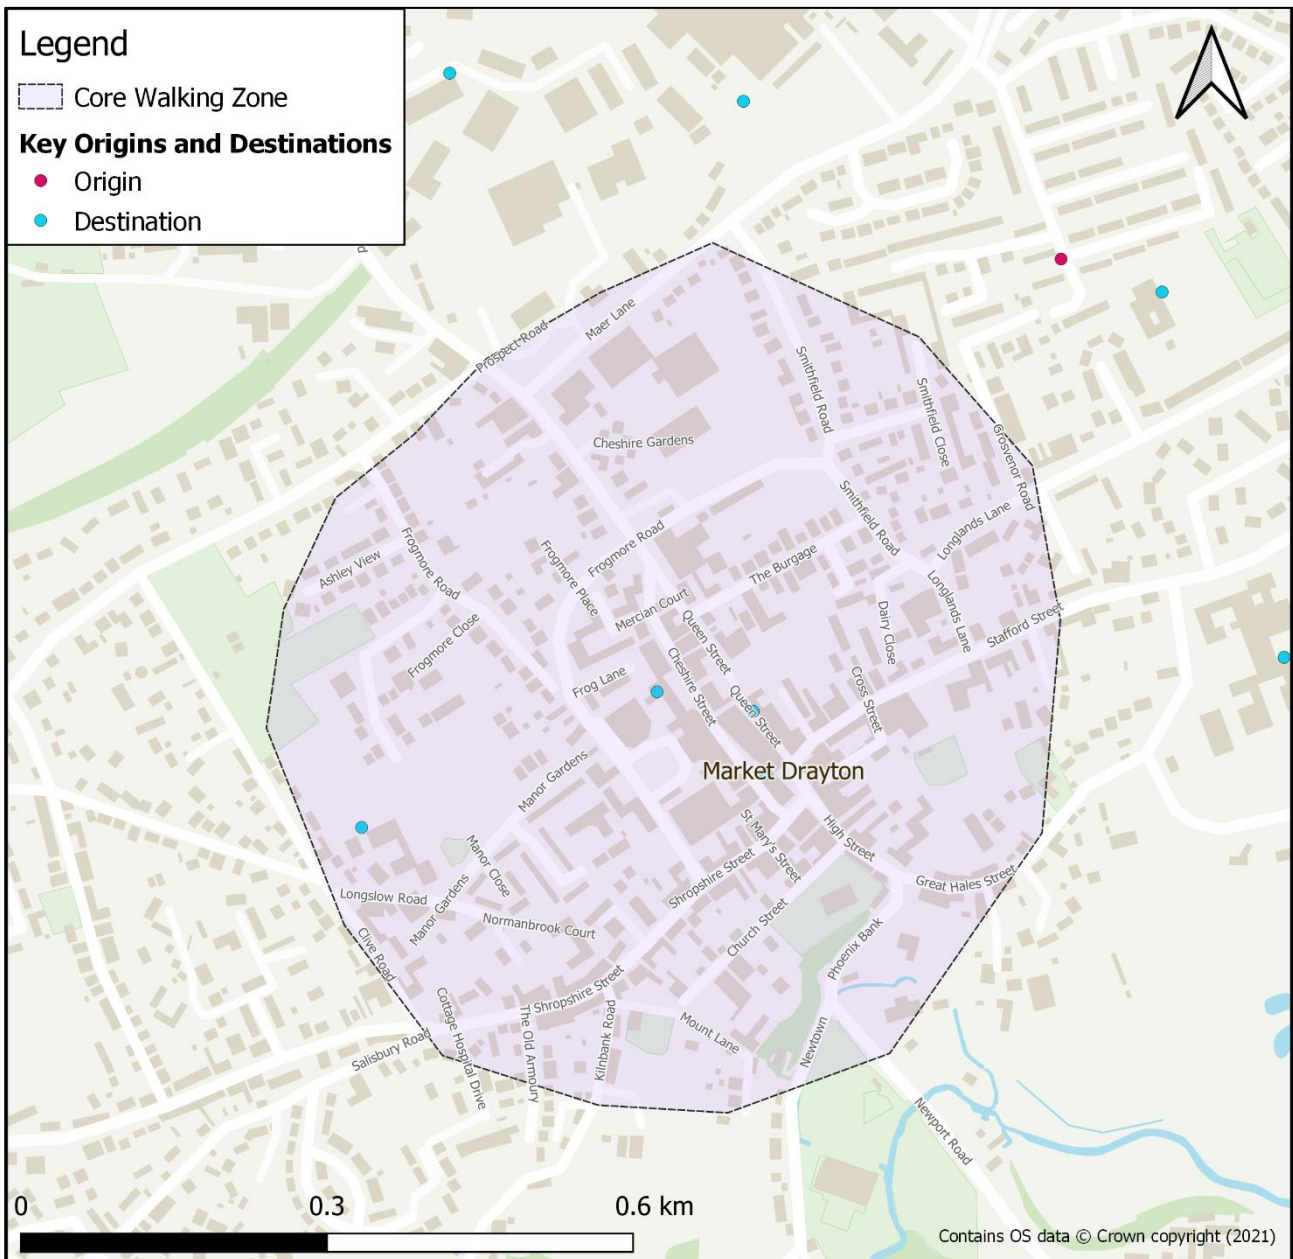 Legend
Core Walking Zone
Key Origins and Destinations
Origin
Destination
d
Prospect Road
Maer Lane
Smithfield Road
Smithfield Close
Grosvenor Road
Cheshire Gardens
Smithfield Road
Longlands Lane
Frogmore Road
Frogmore Place
Frogmore Road
Ashley View
The Burgage
Mercian Court
Longlands Lane
Dairy Close
Stafford Street
Frogmore Close
Queen Street
Cheshire Street
Frog Lane
Queen Street
Cross Street
Market Drayton
Manor Gardens
St Mary's Street
High Street
Manor Close
Shropshire Street
Great Hales Street
Longslow Road
Manor Gardens
Normanbrook Court
Church Street
Phoenix Bank
Clive Road
Shropshire Street
Cottage Hospital Drive
The Old Armoury
Kilnbank Road
Mount Lane
Newtown
Salisbury Road
Newport Road
0 0.3 0.6 km
Contains OS data © Crown copyright (2021)